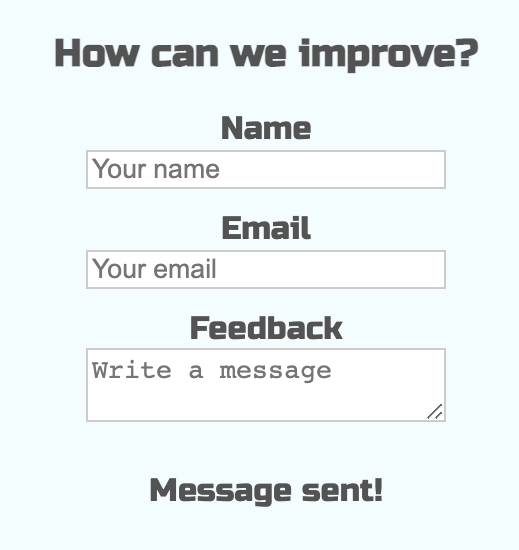 How can we improve?
Name
Your name
Email
Your email
Feedback
Write a message
Message sent!